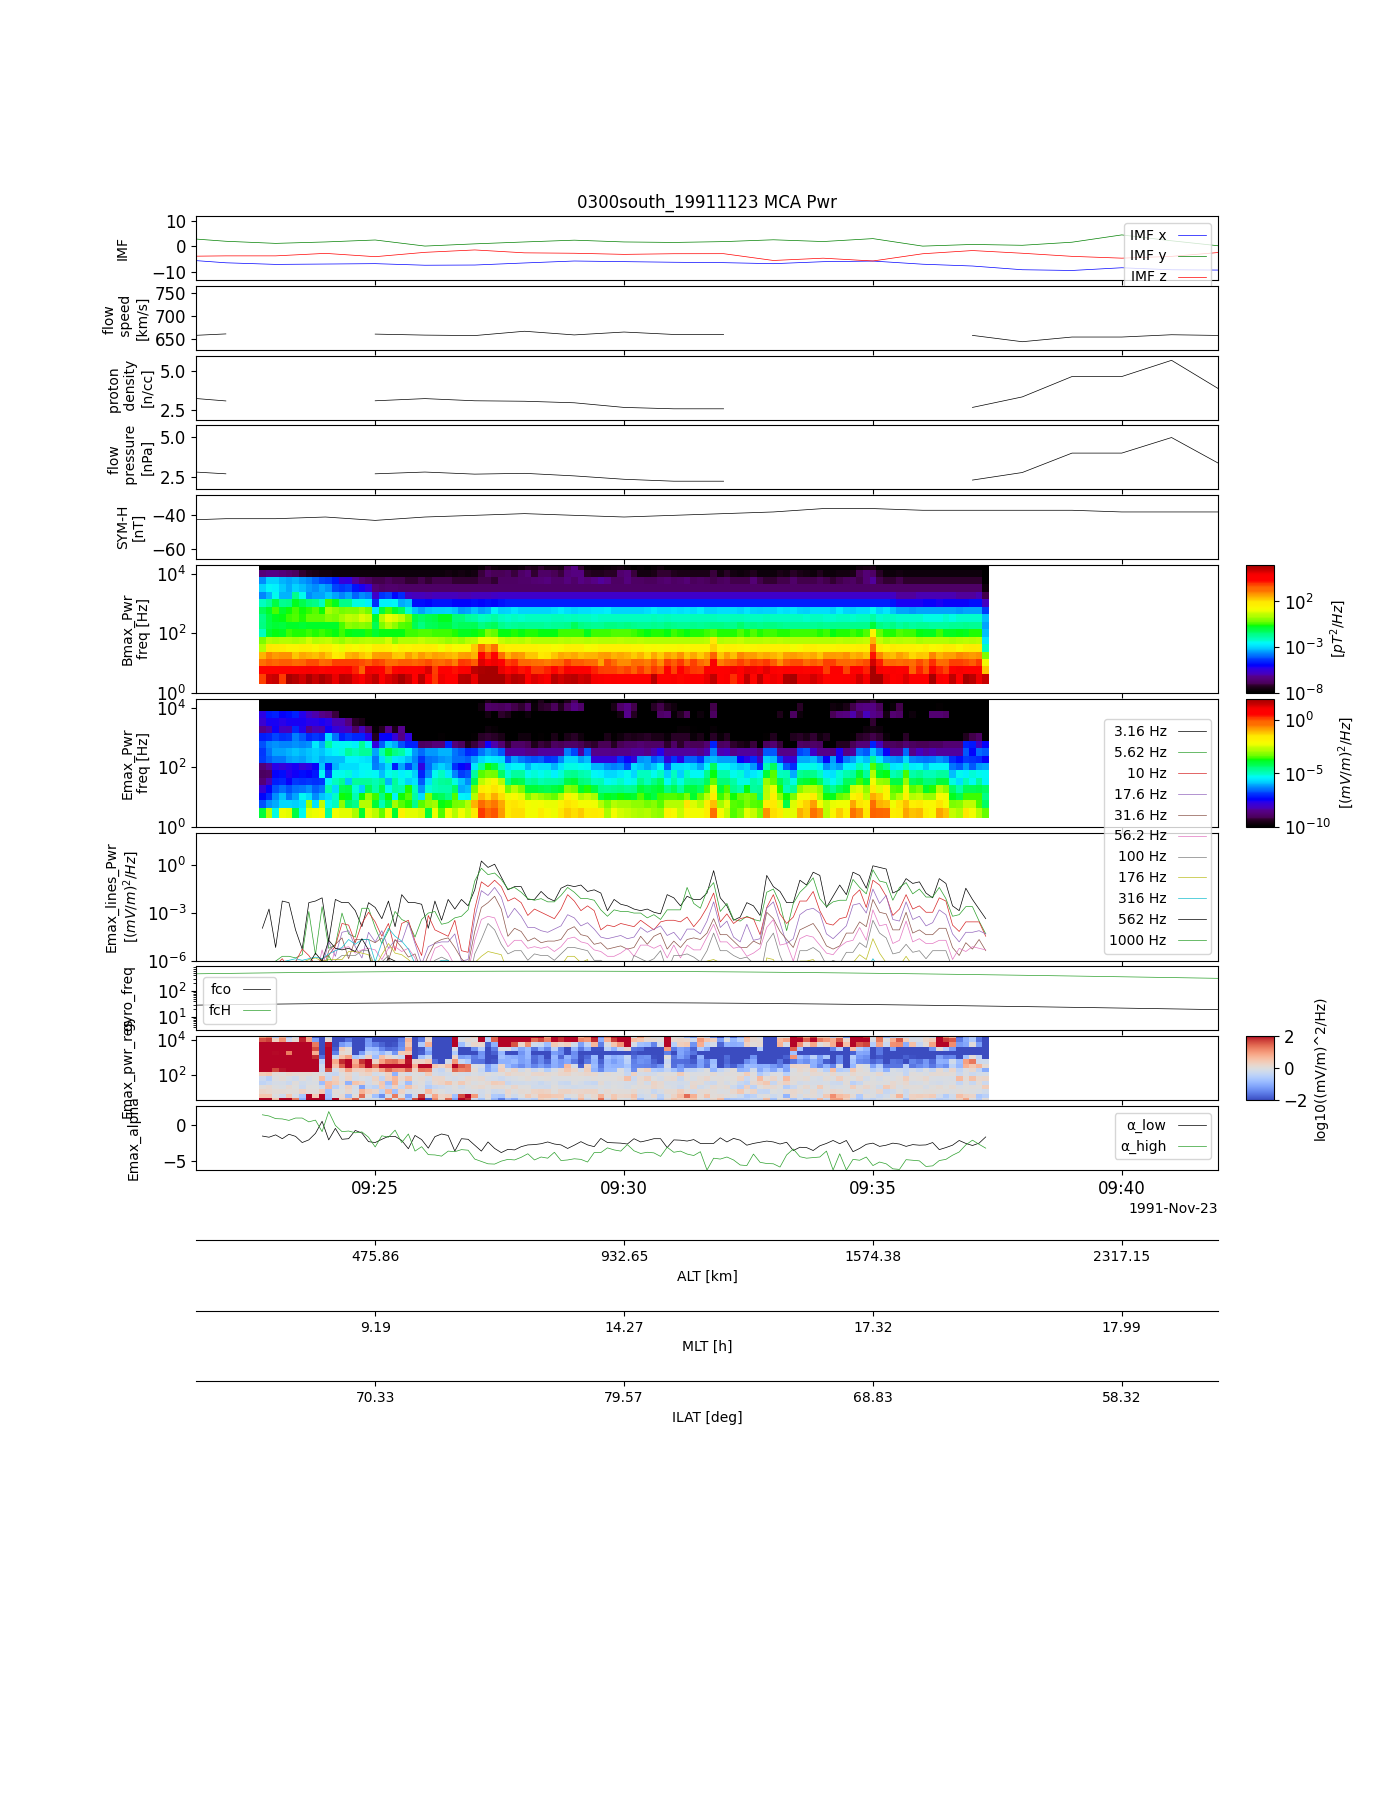 0300south_19911123 MCA Pwr
IMF
10
0
−10
IMF x
IMF y
IMF z
flow
speed
[km/s]
750
700
650
proton
density
[n/cc]
5.0
2.5
flow
pressure
[nPa]
5.0
2.5
SYM-H
[nT]
−40
−60
Bmax_Pwr
freq [Hz]
10^4
10^2
10^0
10^2
10^−3
10^−8
[pT^2/Hz]
Emax_Pwr
freq [Hz]
10^4
10^2
10^0
10^0
10^−5
10^−10
[(mV/m)^2/Hz]
3.16 Hz
5.62 Hz
10 Hz
17.6 Hz
31.6 Hz
56.2 Hz
100 Hz
176 Hz
316 Hz
562 Hz
1000 Hz
Emax_lines_Pwr
[(mV/m)^2/Hz]
10^0
10^−3
10^−6
gyro_freq
10^2
10^1
fco
fcH
Emax_pwr_reg
10^4
10^2
2
0
−2
log10((mV/m)^2/Hz)
Emax_alpha
0
−5
α_low
α_high
09:25 09:30 09:35 09:40
1991-Nov-23
475.86 932.65 1574.38 2317.15
ALT [km]
9.19 14.27 17.32 17.99
MLT [h]
70.33 79.57 68.83 58.32
ILAT [deg]